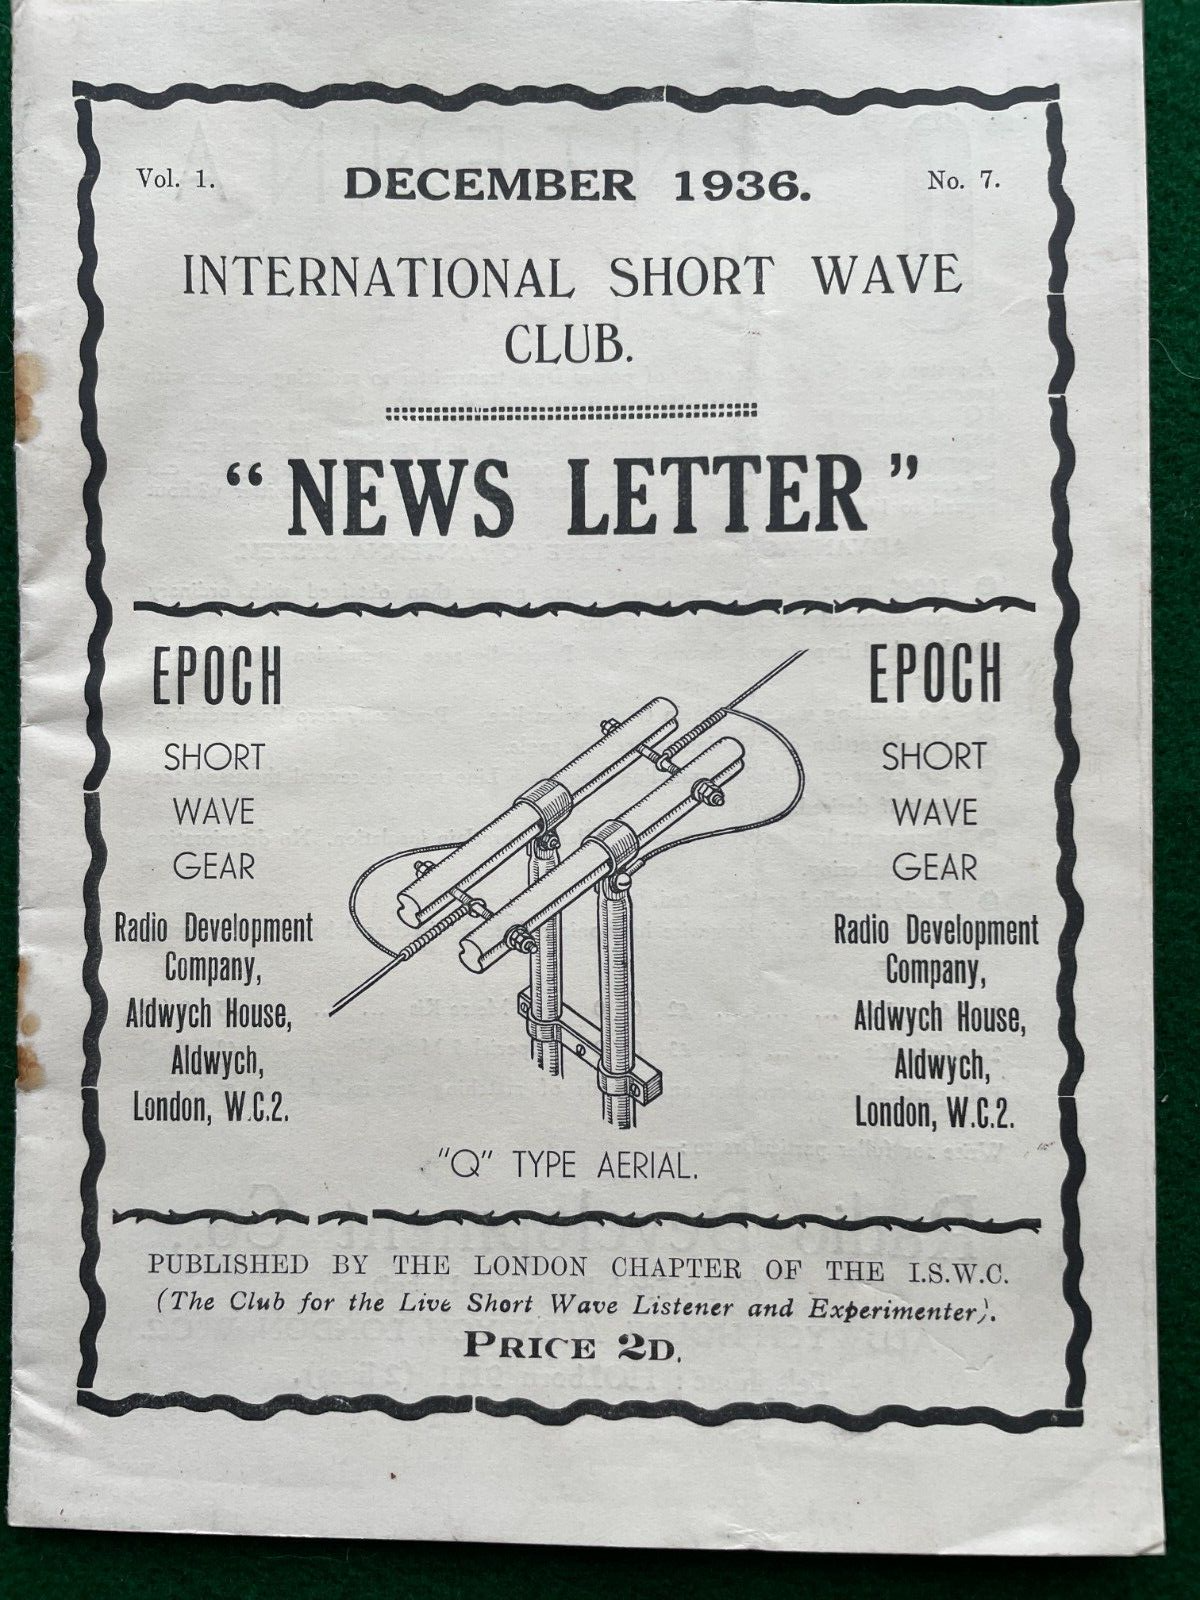 Vol. 1. DECEMBER 1936. No. 7.
INTERNATIONAL SHORT WAVE
CLUB.
“NEWS LETTER”
EPOCH
SHORT
WAVE
GEAR
Radio Development
Company,
Aldwych House,
Aldwych,
London, W.C.2.
EPOCH
SHORT
WAVE
GEAR
Radio Development
Company,
Aldwych House,
Aldwych,
London, W.C.2.
"Q" TYPE AERIAL.
PUBLISHED BY THE LONDON CHAPTER OF THE I.S.W.C.
(The Club for the Live Short Wave Listener and Experimenter).
PRICE 2D.